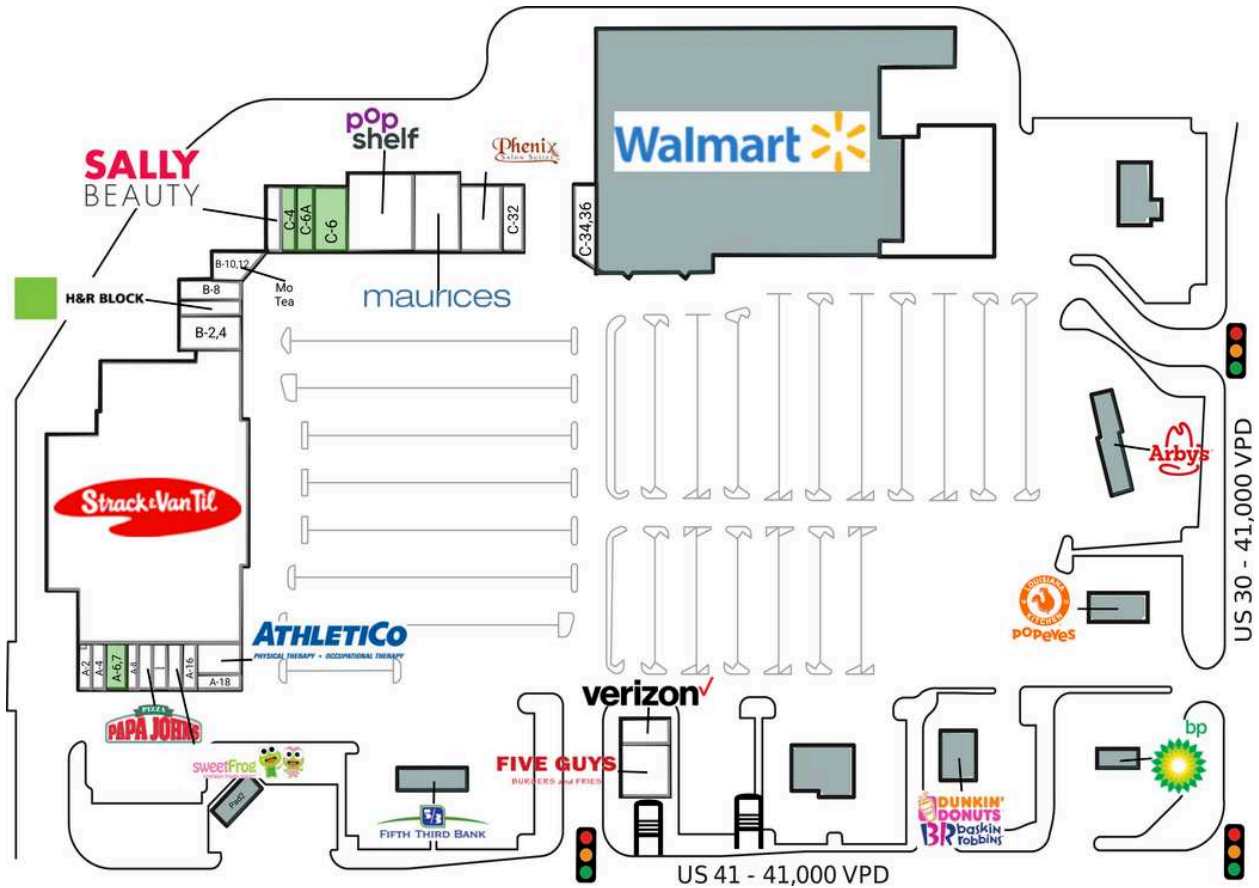 Walmart
pop
shelf
Phenix
Salon Suites
SALLY
BEAUTY
C-4
C-6A
C-6
C-32
C-34,36
B-10,12
Mo
Tea
maurices
B-8
H&R BLOCK
B-2,4
Strack & Van Til
Arby's
US 30 - 41,000 VPD
LOUISIANA
KITCHEN
POPEYES
ATHLETICO
PHYSICAL THERAPY • OCCUPATIONAL THERAPY
A-2
A-4
A-6,7
A-8
A-16
A-18
PIZZA
PAPA JOHNS
sweetFrog
Pad2
FIFTH THIRD BANK
verizon
FIVE GUYS
BURGERS and FRIES
DUNKIN'
DONUTS
BR baskin
robbins
bp
US 41 - 41,000 VPD